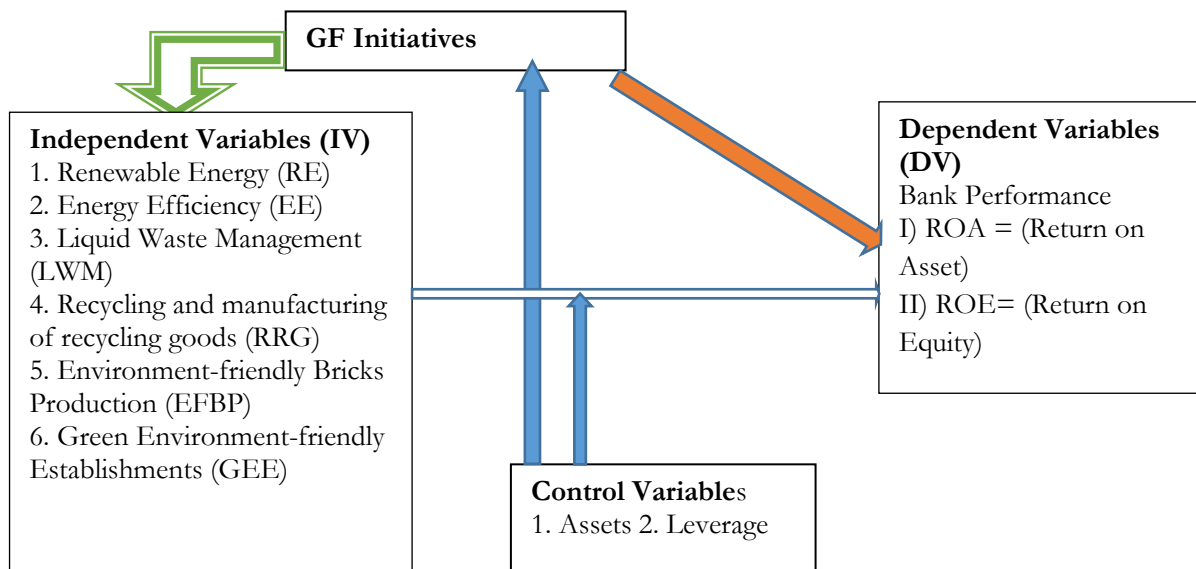 GF Initiatives
Independent Variables (IV)
1. Renewable Energy (RE)
2. Energy Efficiency (EE)
3. Liquid Waste Management
(LWM)
4. Recycling and manufacturing
of recycling goods (RRG)
5. Environment-friendly Bricks
Production (EFBP)
6. Green Environment-friendly
Establishments (GEE)
Dependent Variables
(DV)
Bank Performance
I) ROA = (Return on
Asset)
II) ROE= (Return on
Equity)
Control Variables
1. Assets 2. Leverage